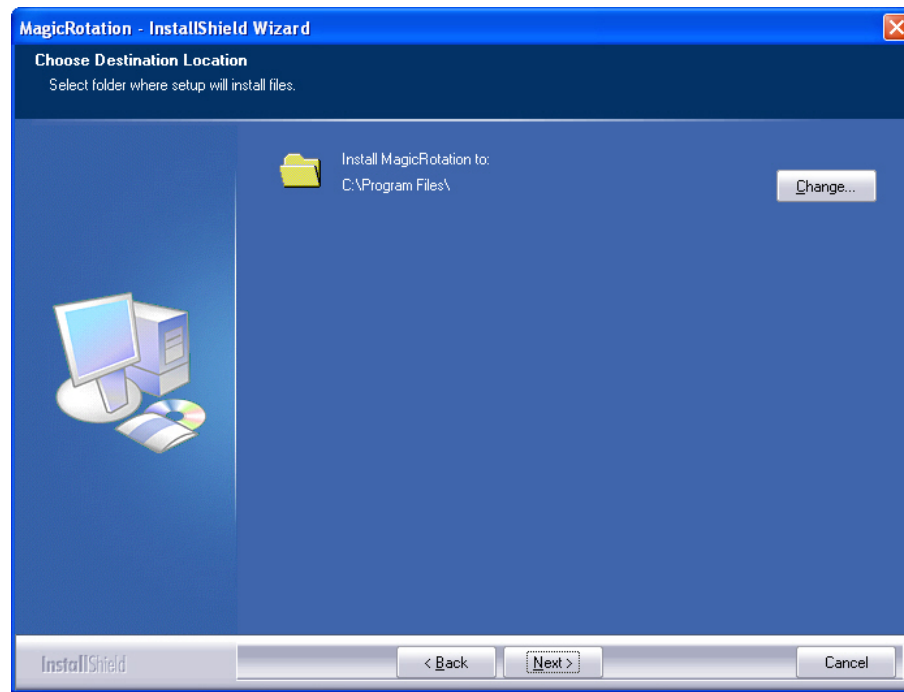 MagicRotation - InstallShield Wizard
Choose Destination Location
Select folder where setup will install files.
Install MagicRotation to:
C:\Program Files\
Change...
InstallShield
< Back
Next >
Cancel